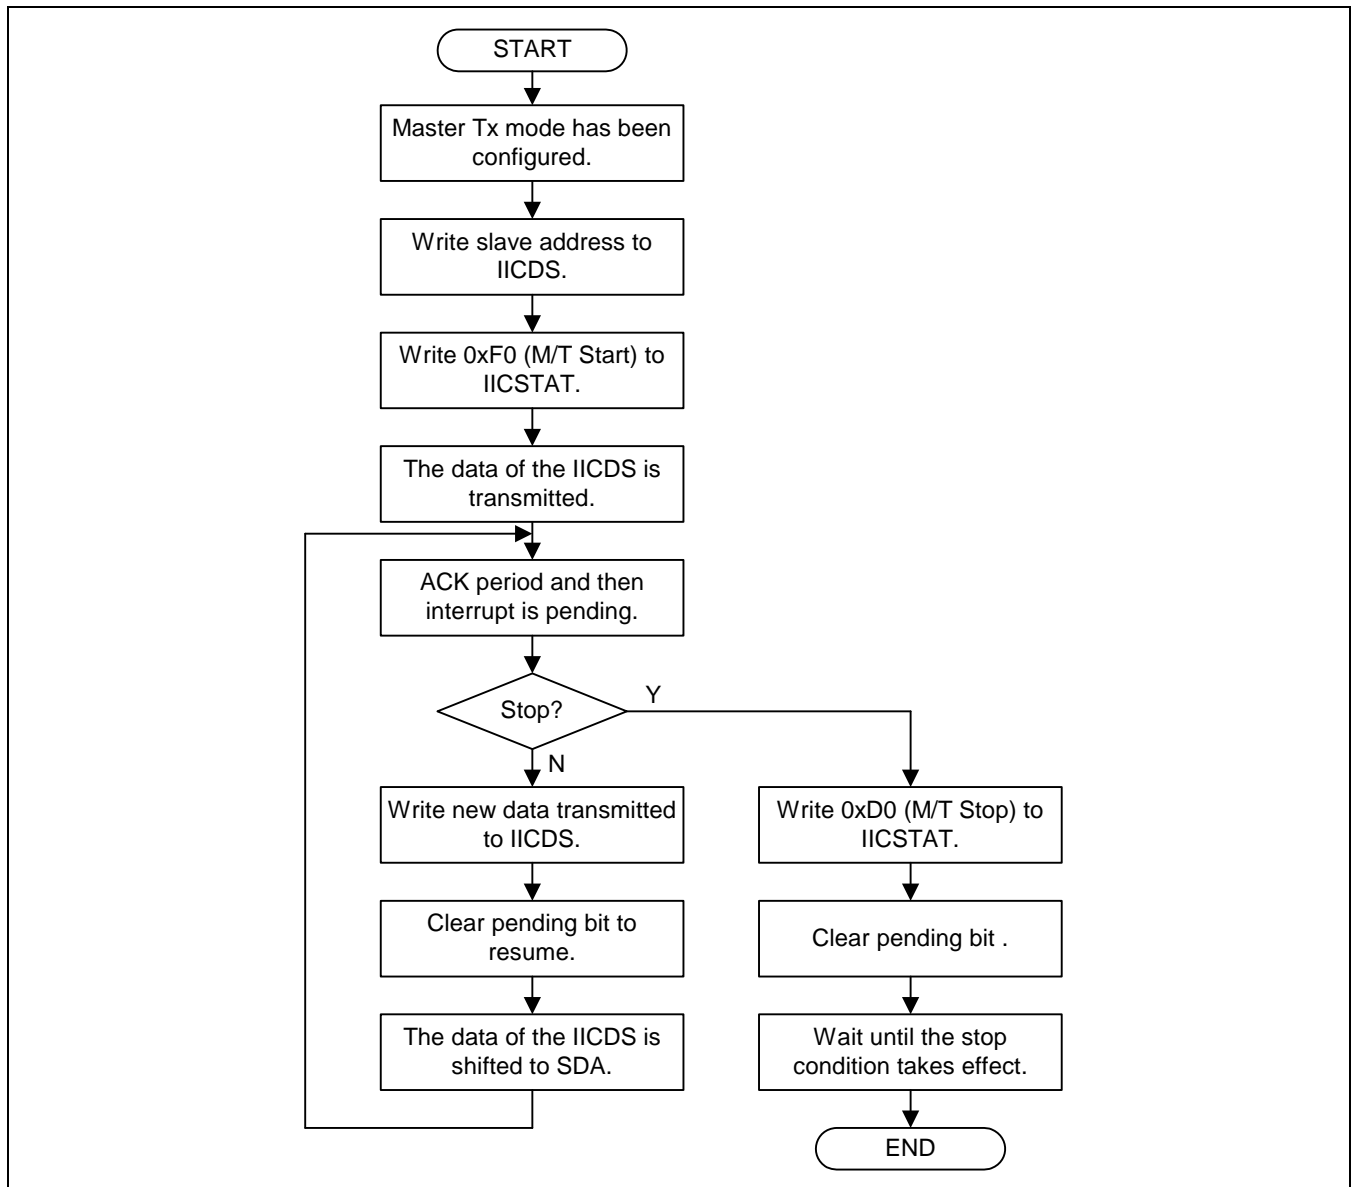 START
Master Tx mode has been
configured.
Write slave address to
IICDS.
Write 0xF0 (M/T Start) to
IICSTAT.
The data of the IICDS is
transmitted.
ACK period and then
interrupt is pending.
Stop?
Y
N
Write new data transmitted
to IICDS.
Clear pending bit to
resume.
The data of the IICDS is
shifted to SDA.
Write 0xD0 (M/T Stop) to
IICSTAT.
Clear pending bit .
Wait until the stop
condition takes effect.
END